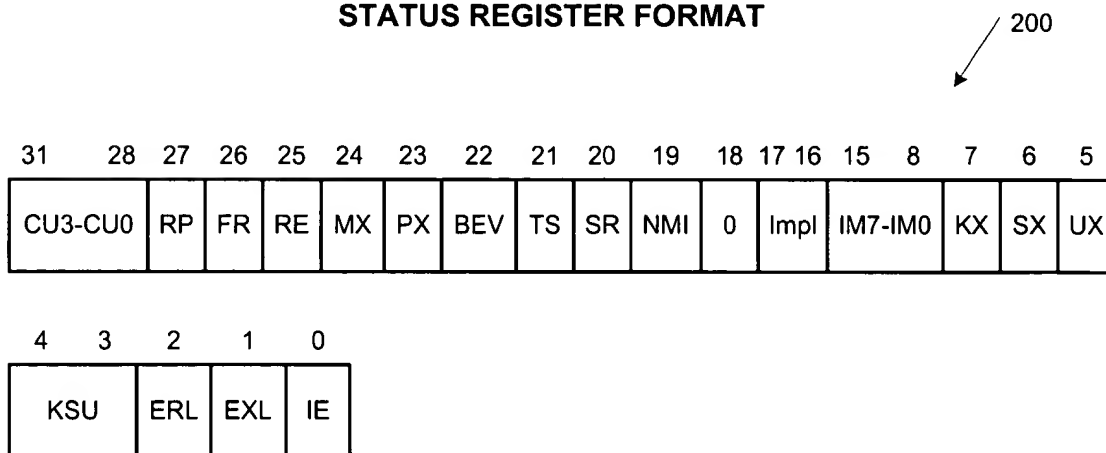 STATUS REGISTER FORMAT
200
31 28 27 26 25 24 23 22 21 20 19 18 17 16 15 8 7 6 5
CU3-CU0 RP FR RE MX PX BEV TS SR NMI 0 Impl IM7-IM0 KX SX UX
4 3 2 1 0
KSU ERL EXL IE